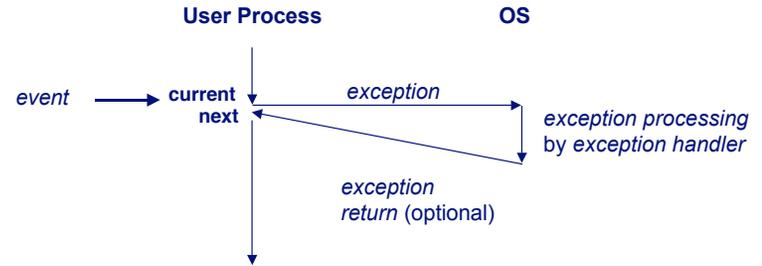 User Process OS
event current exception
next
exception processing
by exception handler
exception
return (optional)